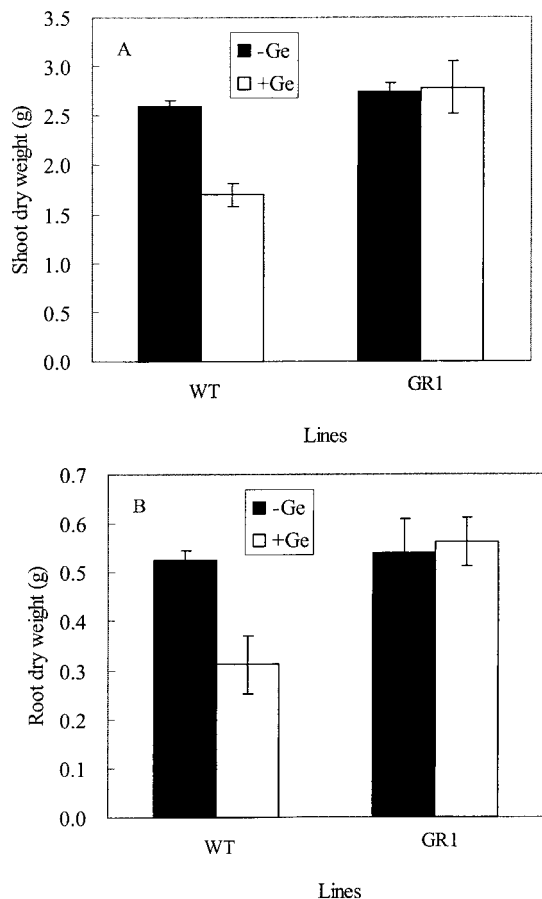 A
-Ge
+Ge
Shoot dry weight (g)
3.5
3.0
2.5
2.0
1.5
1.0
0.5
0.0
WT GR1
Lines
B
-Ge
+Ge
Root dry weight (g)
0.7
0.6
0.5
0.4
0.3
0.2
0.1
0.0
WT GR1
Lines